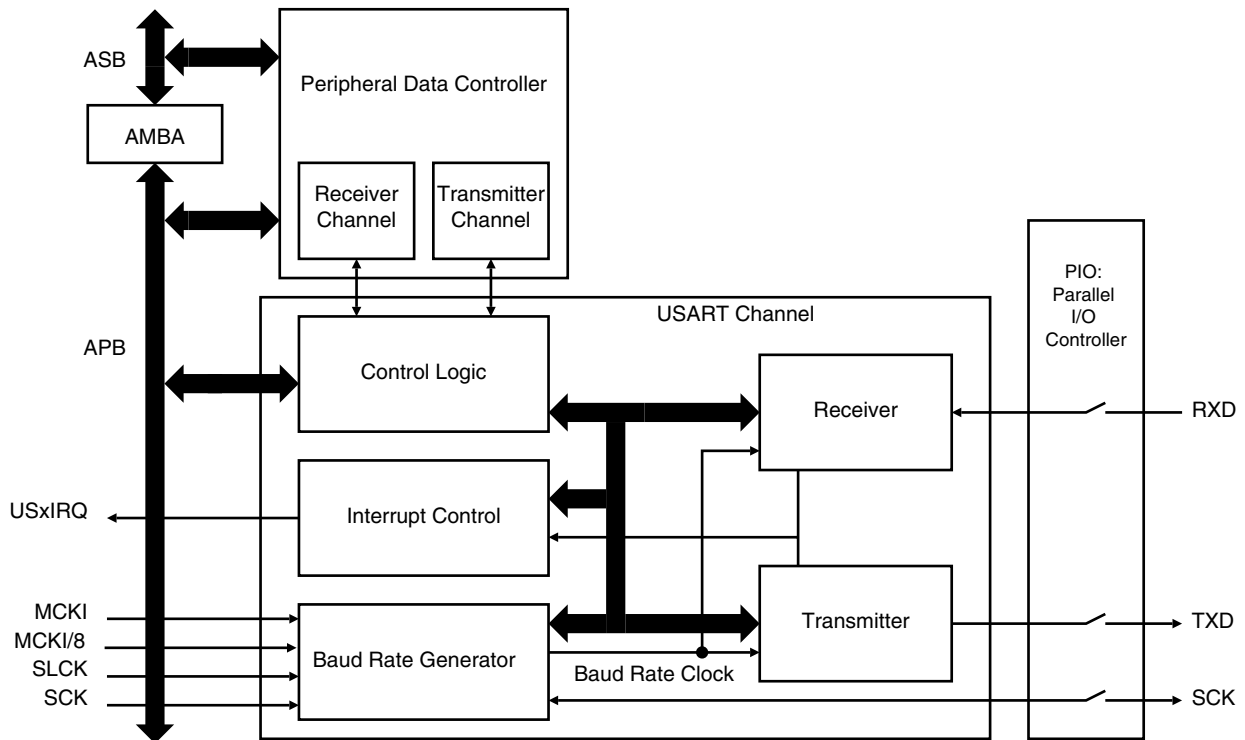 ASB
Peripheral Data Controller
AMBA
Receiver
Channel
Transmitter
Channel
PIO:
Parallel
I/O
Controller
USART Channel
APB
Control Logic
Receiver
RXD
USxIRQ
Interrupt Control
MCKI
MCKI/8
SLCK
SCK
Baud Rate Generator
Baud Rate Clock
Transmitter
TXD
SCK